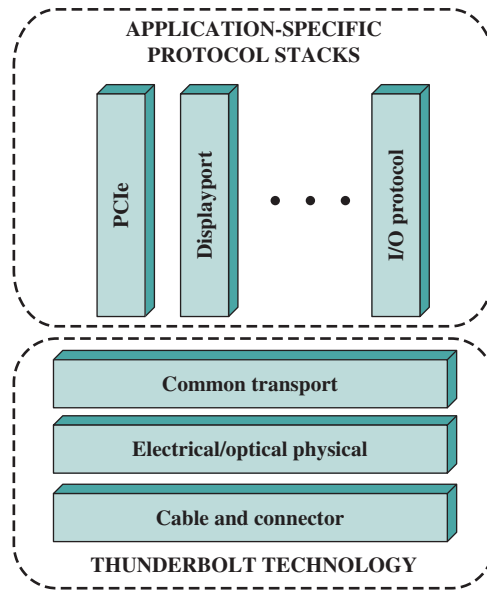 APPLICATION-SPECIFIC
PROTOCOL STACKS
PCIe
Displayport
• • •
I/O protocol
Common transport
Electrical/optical physical
Cable and connector
THUNDERBOLT TECHNOLOGY